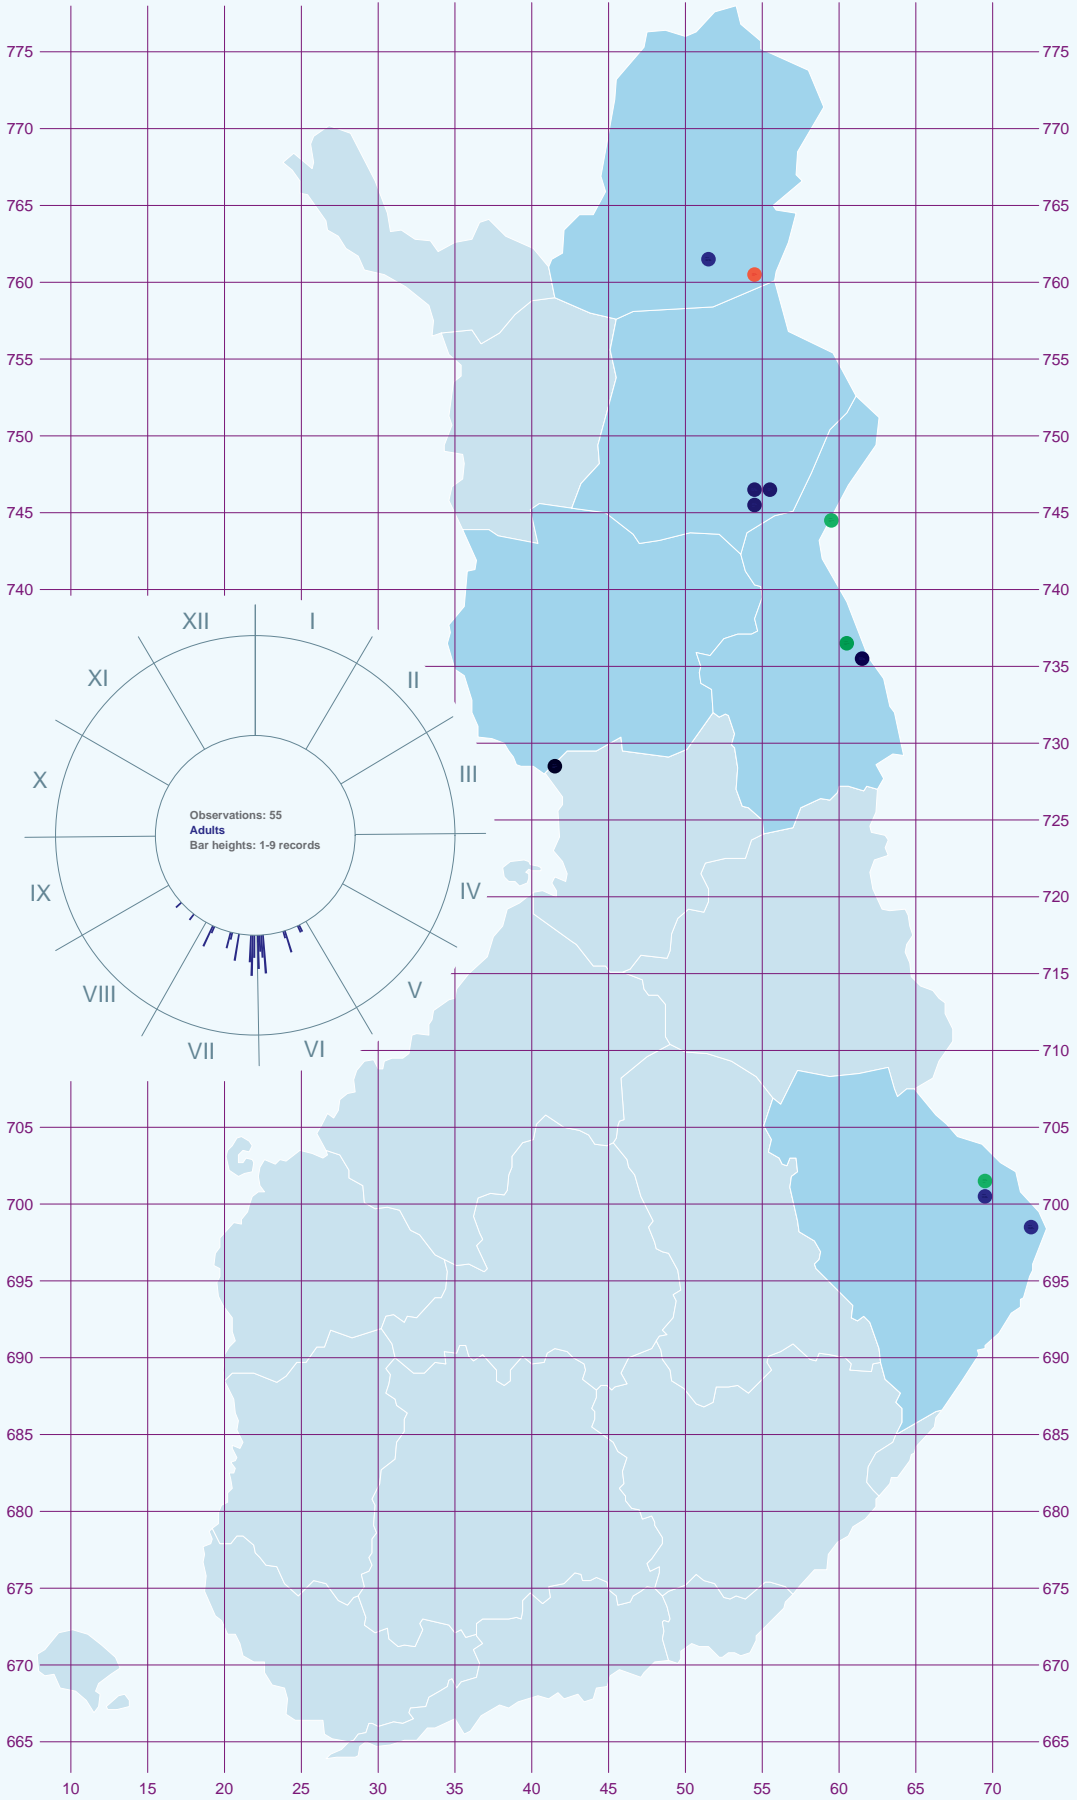 775 775
770 770
765 765
760 760
755 755
750 750
745 745
740 740
XII I
XI II
735 735
730 730
X III
Observations: 55
Adults
Bar heights: 1-9 records
725 725
IX IV
720 720
715 715
VIII V
VII VI
710 710
705 705
700 700
695 695
690 690
685 685
680 680
675 675
670 670
665 665
10 15 20 25 30 35 40 45 50 55 60 65 70